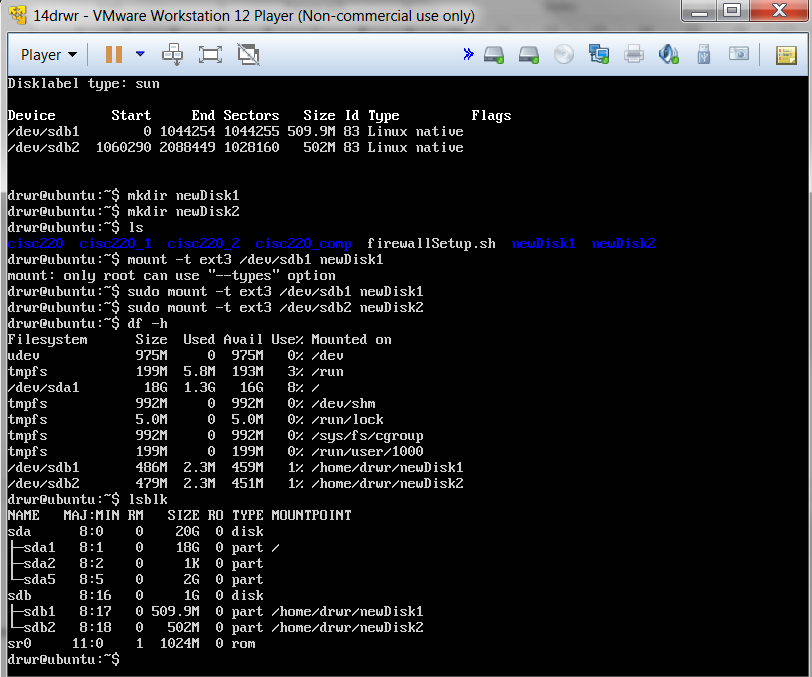 14drwr - VMware Workstation 12 Player (Non-commercial use only)
Player
Disklabel type: sun
Device       Start     End Sectors   Size Id Type         Flags
/dev/sdb1        0 1044254 1044255 509.9M 83 Linux native
/dev/sdb2  1060290 2088449 1028160   502M 83 Linux native
drwr@ubuntu:~$ mkdir newDisk1
drwr@ubuntu:~$ mkdir newDisk2
drwr@ubuntu:~$ ls
cisc220  cisc220_1  cisc220_2  cisc220_comp  firewallSetup.sh  newDisk1  newDisk2
drwr@ubuntu:~$ mount -t ext3 /dev/sdb1 newDisk1
mount: only root can use "--types" option
drwr@ubuntu:~$ sudo mount -t ext3 /dev/sdb1 newDisk1
drwr@ubuntu:~$ sudo mount -t ext3 /dev/sdb2 newDisk2
drwr@ubuntu:~$ df -h
Filesystem      Size  Used Avail Use% Mounted on
udev            975M     0  975M   0% /dev
tmpfs           199M  5.8M  193M   3% /run
/dev/sda1        18G  1.3G   16G   8% /
tmpfs           992M     0  992M   0% /dev/shm
tmpfs           5.0M     0  5.0M   0% /run/lock
tmpfs           992M     0  992M   0% /sys/fs/cgroup
tmpfs           199M     0  199M   0% /run/user/1000
/dev/sdb1       486M  2.3M  459M   1% /home/drwr/newDisk1
/dev/sdb2       479M  2.3M  451M   1% /home/drwr/newDisk2
drwr@ubuntu:~$ lsblk
NAME   MAJ:MIN RM   SIZE RO TYPE MOUNTPOINT
sda      8:0    0    20G  0 disk
├─sda1   8:1    0    18G  0 part /
├─sda2   8:2    0     1K  0 part
└─sda5   8:5    0     2G  0 part
sdb      8:16   0     1G  0 disk
├─sdb1   8:17   0 509.9M  0 part /home/drwr/newDisk1
└─sdb2   8:18   0   502M  0 part /home/drwr/newDisk2
sr0     11:0    1  1024M  0 rom
drwr@ubuntu:~$